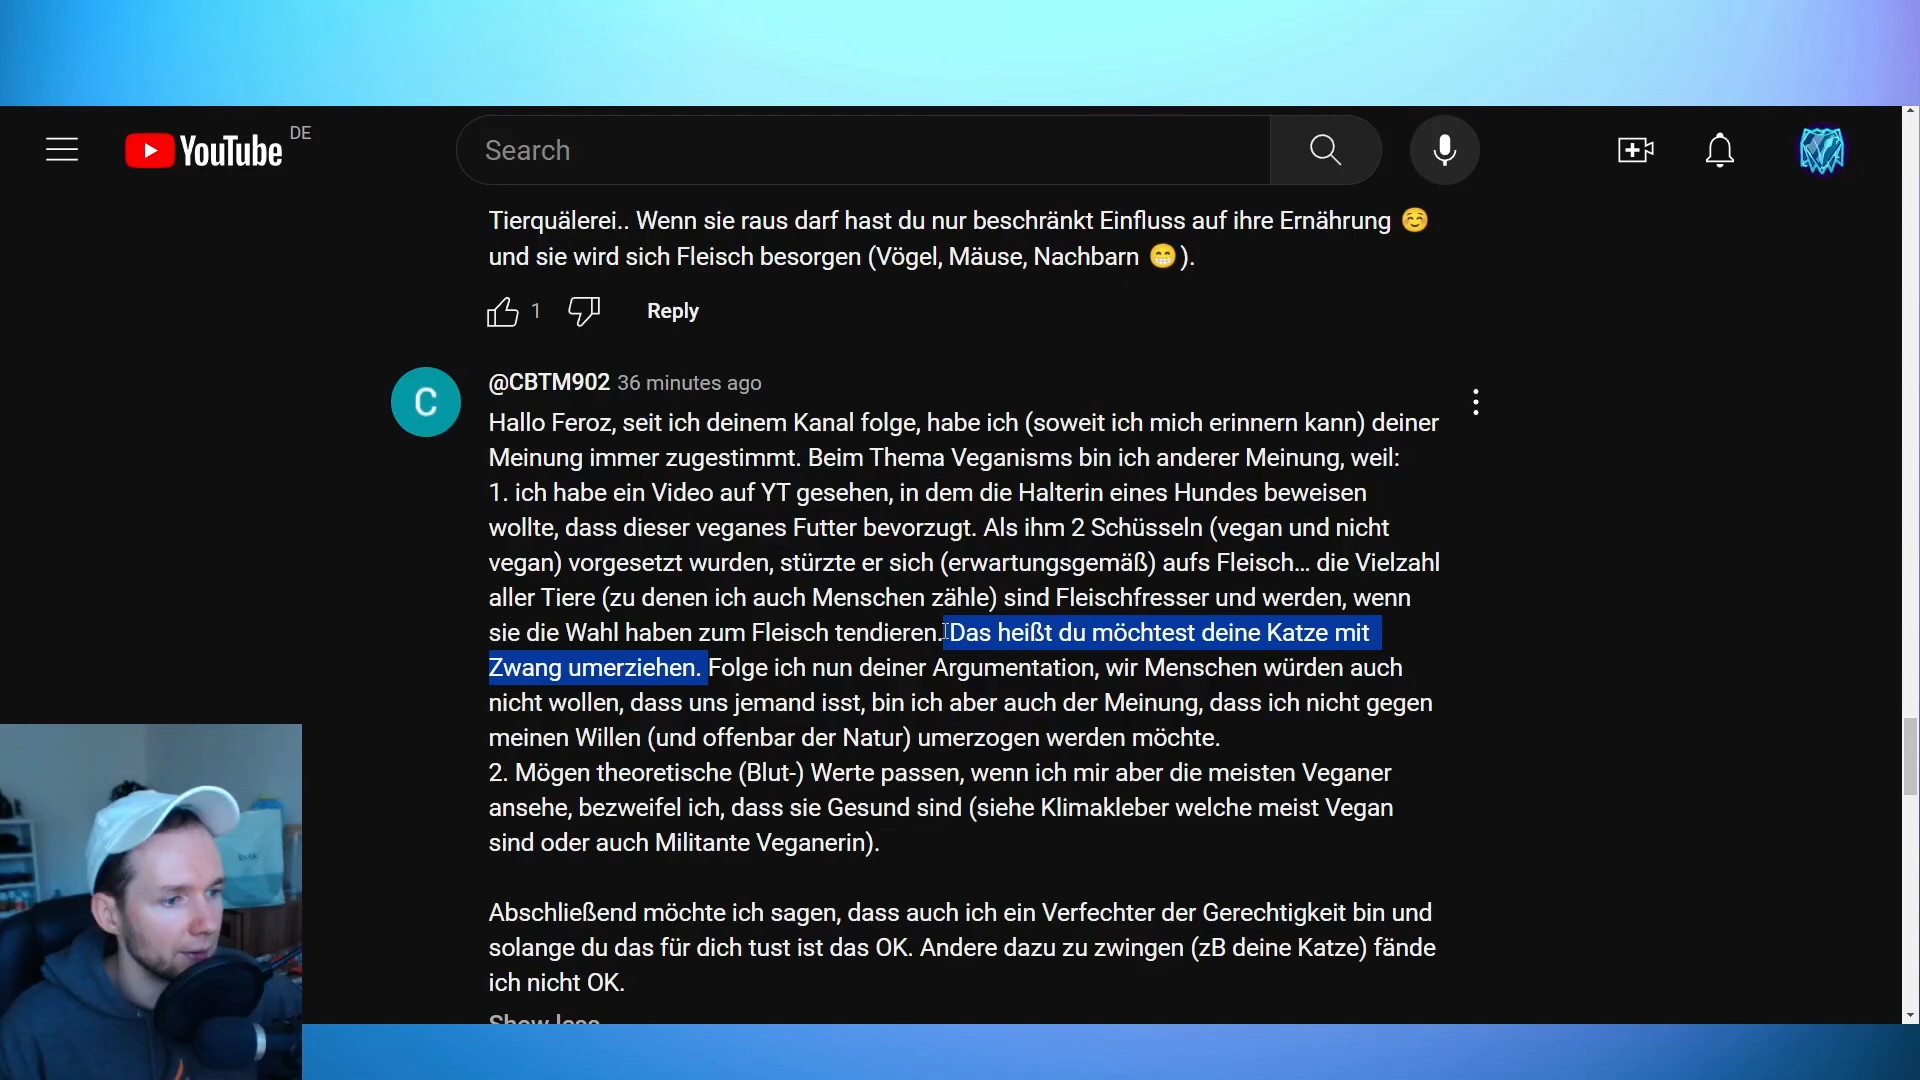 YouTube DE
Search
Tierquälerei.. Wenn sie raus darf hast du nur beschränkt Einfluss auf ihre Ernährung ☺️
und sie wird sich Fleisch besorgen (Vögel, Mäuse, Nachbarn 😁).
1 Reply
C
@CBTM902 36 minutes ago
Hallo Feroz, seit ich deinem Kanal folge, habe ich (soweit ich mich erinnern kann) deiner
Meinung immer zugestimmt. Beim Thema Veganisms bin ich anderer Meinung, weil:
1. ich habe ein Video auf YT gesehen, in dem die Halterin eines Hundes beweisen
wollte, dass dieser veganes Futter bevorzugt. Als ihm 2 Schüsseln (vegan und nicht
vegan) vorgesetzt wurden, stürzte er sich (erwartungsgemäß) aufs Fleisch... die Vielzahl
aller Tiere (zu denen ich auch Menschen zähle) sind Fleischfresser und werden, wenn
sie die Wahl haben zum Fleisch tendieren. Das heißt du möchtest deine Katze mit
Zwang umerziehen. Folge ich nun deiner Argumentation, wir Menschen würden auch
nicht wollen, dass uns jemand isst, bin ich aber auch der Meinung, dass ich nicht gegen
meinen Willen (und offenbar der Natur) umerzogen werden möchte.
2. Mögen theoretische (Blut-) Werte passen, wenn ich mir aber die meisten Veganer
ansehe, bezweifel ich, dass sie Gesund sind (siehe Klimakleber welche meist Vegan
sind oder auch Militante Veganerin).
Abschließend möchte ich sagen, dass auch ich ein Verfechter der Gerechtigkeit bin und
solange du das für dich tust ist das OK. Andere dazu zu zwingen (zB deine Katze) fände
ich nicht OK.
Show less